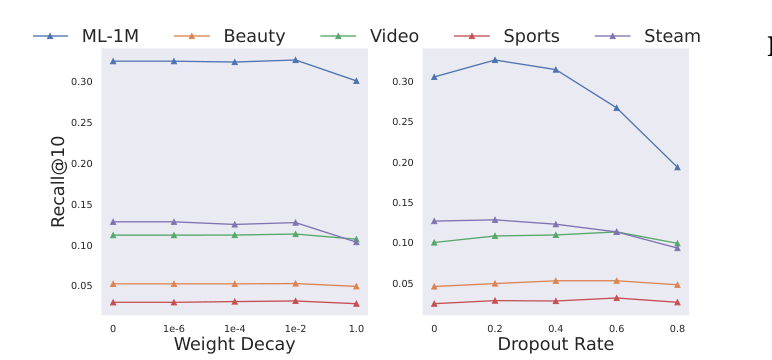 ML-1M Beauty Video Sports Steam
Recall@10
0.30 0.30
0.25 0.25
0.20 0.20
0.15 0.15
0.10 0.10
0.05 0.05
0 1e-6 1e-4 1e-2 1.0 0 0.2 0.4 0.6 0.8
Weight Decay Dropout Rate